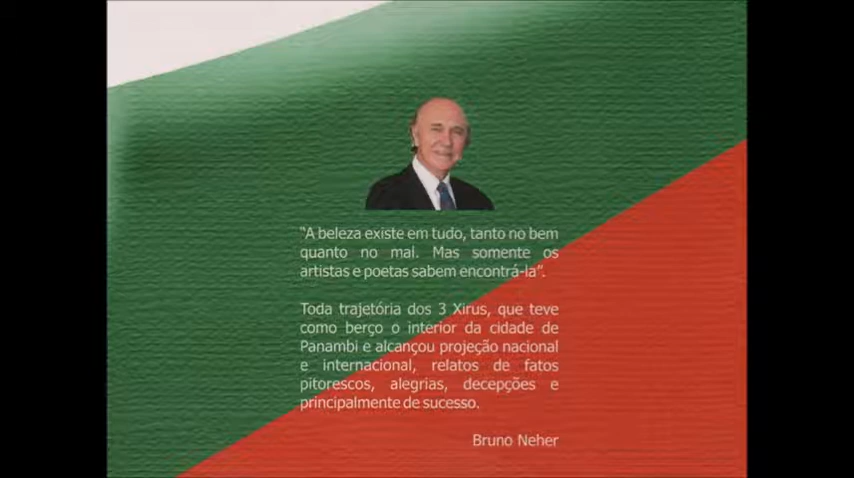 “A beleza existe em tudo, tanto no bem
quanto no mal. Mas somente os
artistas e poetas sabem encontrá-la”.
Toda trajetória dos 3 Xirus, que teve
como berço o interior da cidade de
Panambi e alcançou projeção nacional
e internacional, relatos de fatos
pitorescos, alegrias, decepções e
principalmente de sucesso.
Bruno Neher